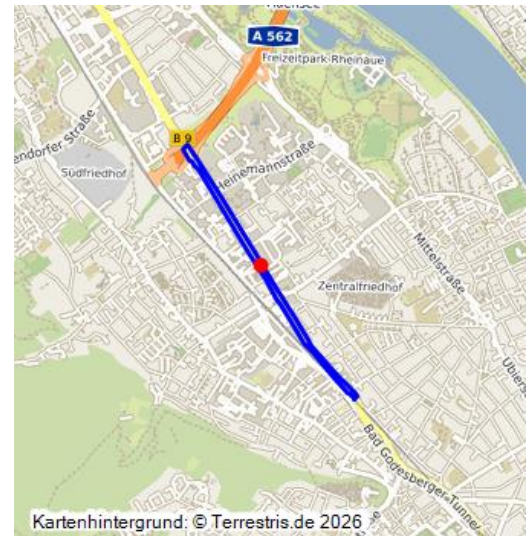 A 562
Freizeitpark-Rheinaue
B 9
Südfriedhof
Heinemannstraße
Mittelstraße
Zentralfriedhof
Bad Godesberger-Tunnel
Kartenhintergrund: © Terrestris.de 2026